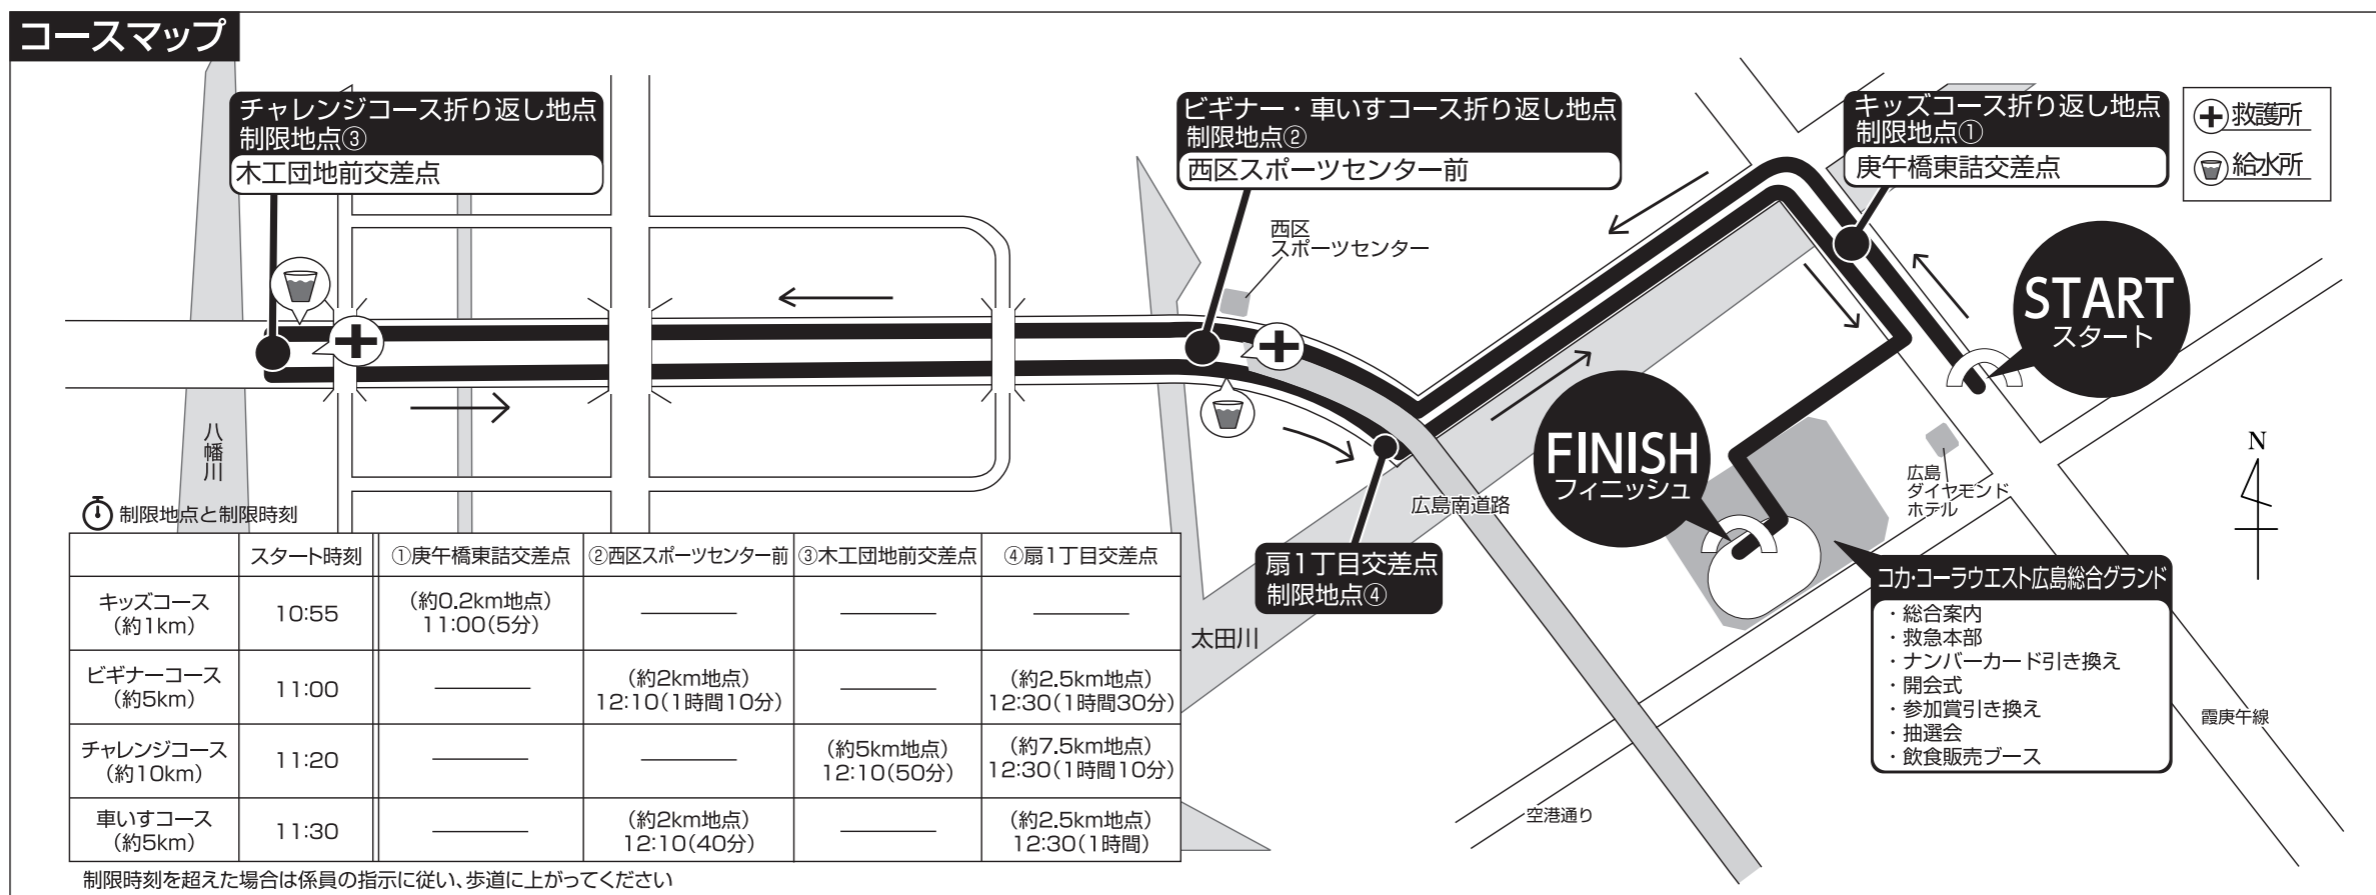 コースマップ
チャレンジコース折り返し地点
制限地点③
木工団地前交差点
ビギナー・車いすコース折り返し地点
制限地点②
西区スポーツセンター前
キッズコース折り返し地点
制限地点①
庚午橋東詰交差点
救護所
給水所
西区
スポーツセンター
START
スタート
FINISH
フィニッシュ
八幡川
広島
ダイヤモンド
ホテル
N
広島南道路
扇1丁目交差点
制限地点④
太田川
コカ・コーラウエスト広島総合グランド
・総合案内
・救急本部
・ナンバーカード引き換え
・開会式
・参加賞引き換え
・抽選会
・飲食販売ブース
霞庚午線
空港通り
制限地点と制限時刻
スタート時刻 ①庚午橋東詰交差点 ②西区スポーツセンター前 ③木工団地前交差点 ④扇1丁目交差点
キッズコース
(約1km) 10:55 (約0.2km地点) 11:00(5分) ——— ——— ———
ビギナーコース
(約5km) 11:00 ——— (約2km地点) 12:10(1時間10分) ——— (約2.5km地点) 12:30(1時間30分)
チャレンジコース
(約10km) 11:20 ——— ——— (約5km地点) 12:10(50分) (約7.5km地点) 12:30(1時間10分)
車いすコース
(約5km) 11:30 ——— (約2km地点) 12:10(40分) ——— (約2.5km地点) 12:30(1時間)
制限時刻を超えた場合は係員の指示に従い、歩道に上がってください